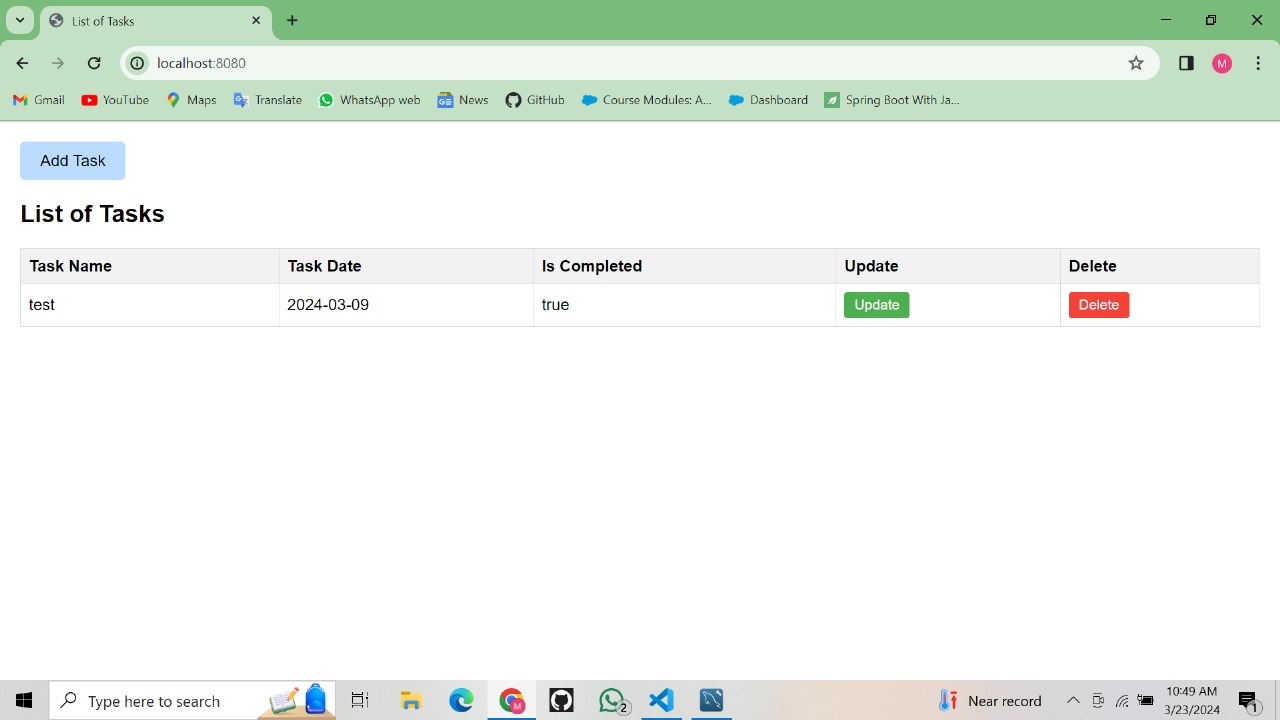 List of Tasks
localhost:8080
M
Gmail YouTube Maps Translate WhatsApp web News GitHub Course Modules: A... Dashboard Spring Boot With Ja...
Add Task
List of Tasks
Task Name Task Date Is Completed Update Delete
test 2024-03-09 true Update Delete
Type here to search
M
2
Near record
10:49 AM
3/23/2024
1